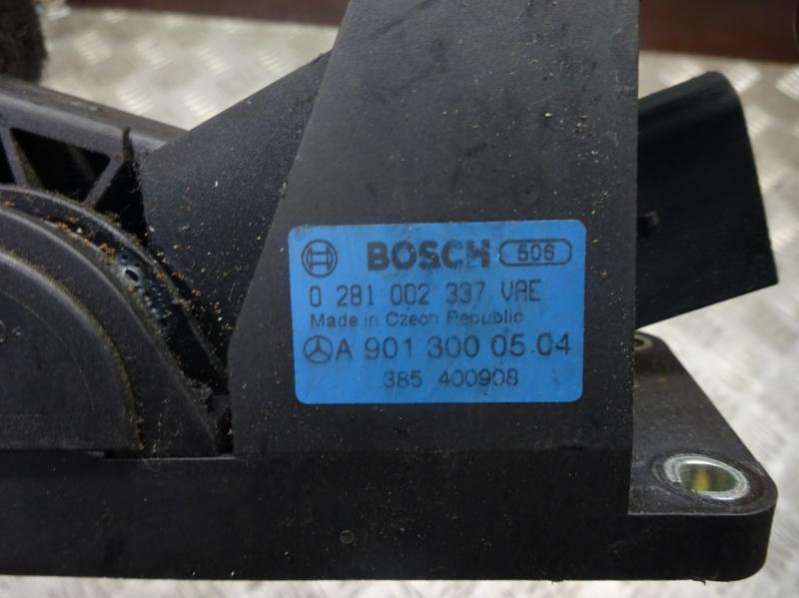 BOSCH 506
0 281 002 337 VAE
Made in Czech Republic
A 901 300 05 04
385 400908